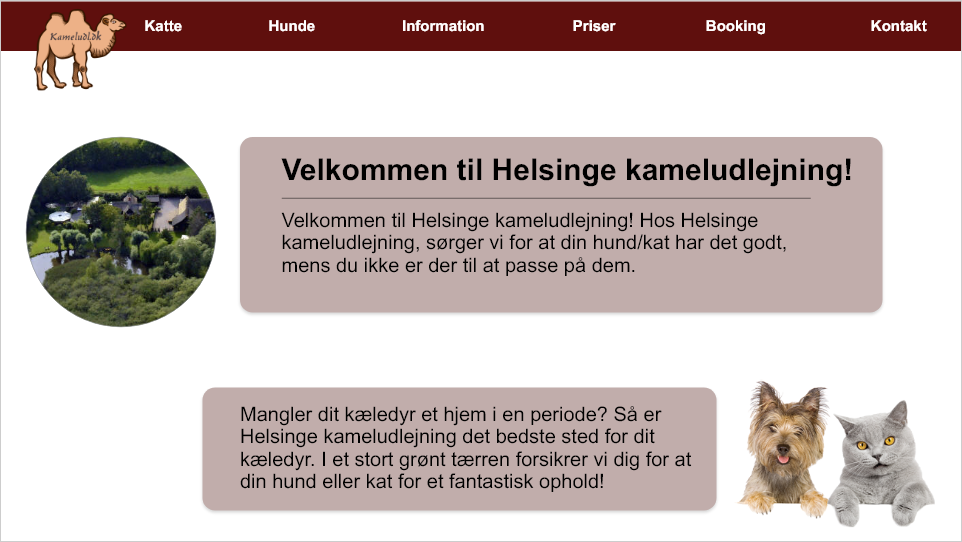 Kameludl.dk
Katte
Hunde
Information
Priser
Booking
Kontakt
Velkommen til Helsinge kameludlejning!
Velkommen til Helsinge kameludlejning! Hos Helsinge
kameludlejning, sørger vi for at din hund/kat har det godt,
mens du ikke er der til at passe på dem.
Mangler dit kæledyr et hjem i en periode? Så er
Helsinge kameludlejning det bedste sted for dit
kæledyr. I et stort grønt tærren forsikrer vi dig for at
din hund eller kat for et fantastisk ophold!